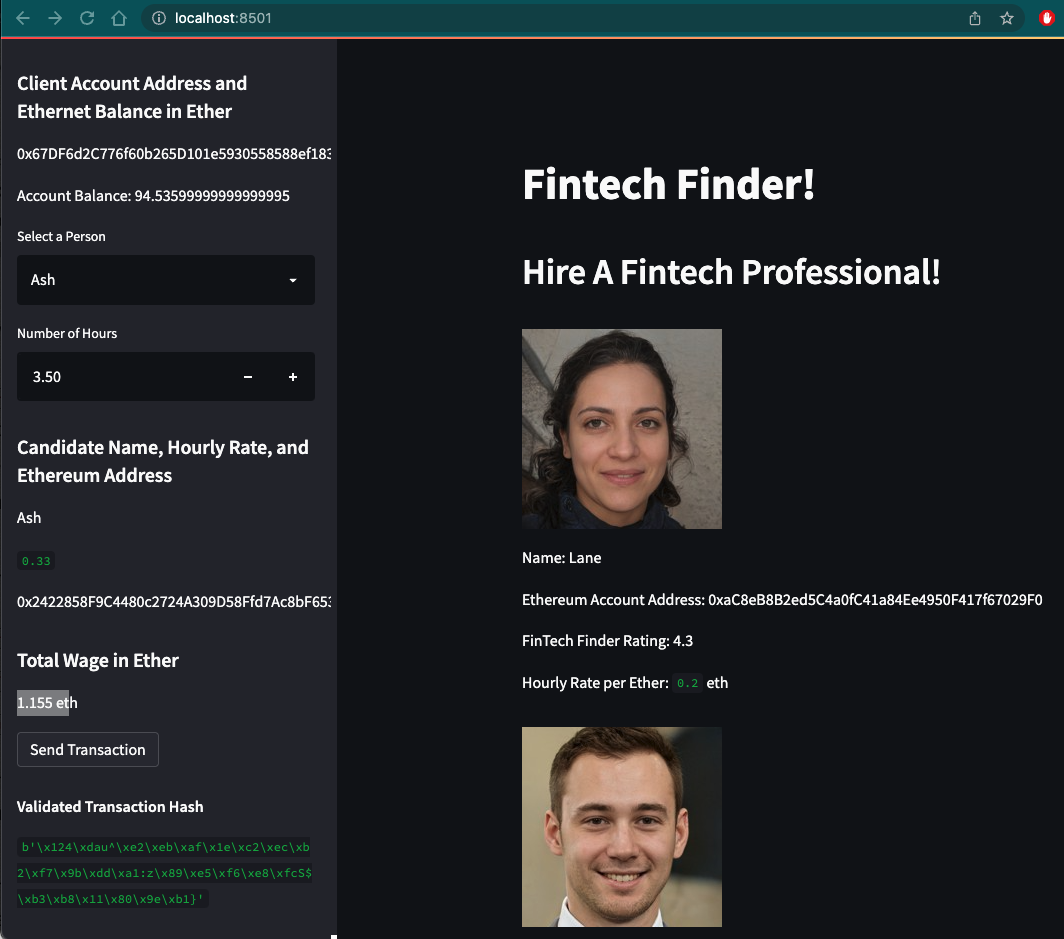 localhost:8501
Client Account Address and
Ethernet Balance in Ether
0x67DF6d2C776f60b265D101e5930558588ef183
Account Balance: 94.53599999999999995
Select a Person
Ash
Number of Hours
3.50
Candidate Name, Hourly Rate, and
Ethereum Address
Ash
0.33
0x2422858F9C4480c2724A309D58Ffd7Ac8bF653
Total Wage in Ether
1.155 eth
Send Transaction
Validated Transaction Hash
b'\x124\xdau^\xe2\xeb\xaf\x1e\xc2\xec\xb
2\xf7\x9b\xdd\xa1:z\x89\xe5\xf6\xe8\xfcS$
\xb3\xb8\x11\x80\x9e\xb1}'
Fintech Finder!
Hire A Fintech Professional!
Name: Lane
Ethereum Account Address: 0xaC8eB8B2ed5C4a0fC41a84Ee4950F417f67029F0
FinTech Finder Rating: 4.3
Hourly Rate per Ether: 0.2 eth